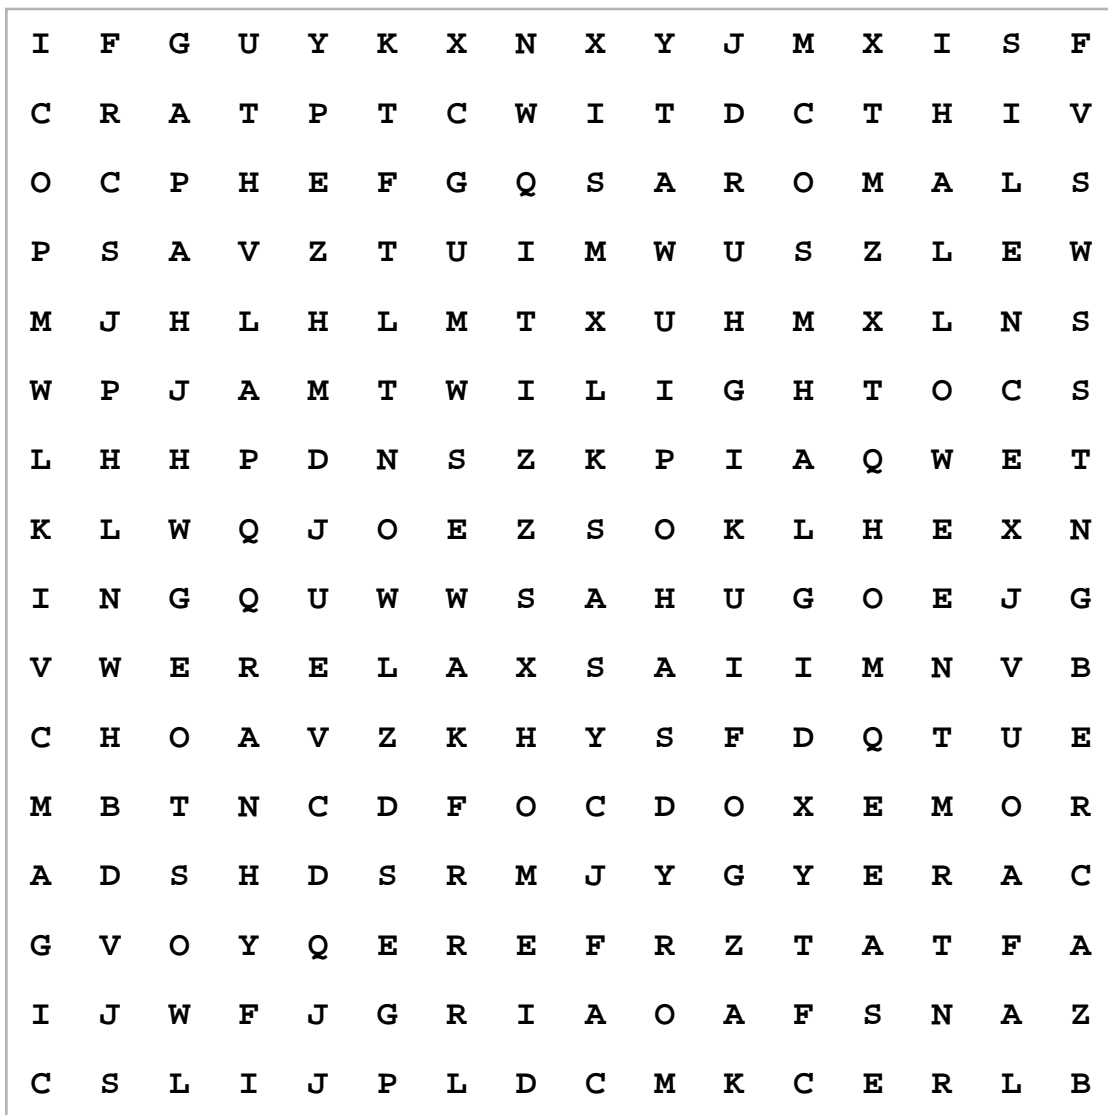 I F G U Y K X N X Y J M X I S F
C R A T P T C W I T D C T H I V
O C P H E F G Q S A R O M A L S
P S A V Z T U I M W U S Z L E W
M J H L H L M T X U H M X L N S
W P J A M T W I L I G H T O C S
L H H P D N S Z K P I A Q W E T
K L W Q J O E Z S O K L H E X N
I N G Q U W W S A H U G O E J G
V W E R E L A X S A I I M N V B
C H O A V Z K H Y S F D Q T U E
M B T N C D F O C D O X E M O R
A D S H D S R M J Y G Y E R A C
G V O Y Q E R E F R Z T A T F A
I J W F J G R I A O A F S N A Z
C S L I J P L D C M K C E R L B